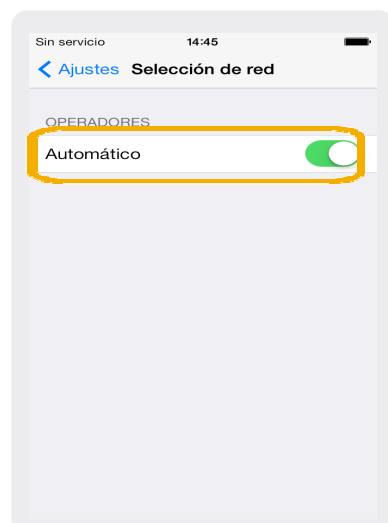 Sin servicio 14:45
Ajustes Selección de red
OPERADORES
Automático